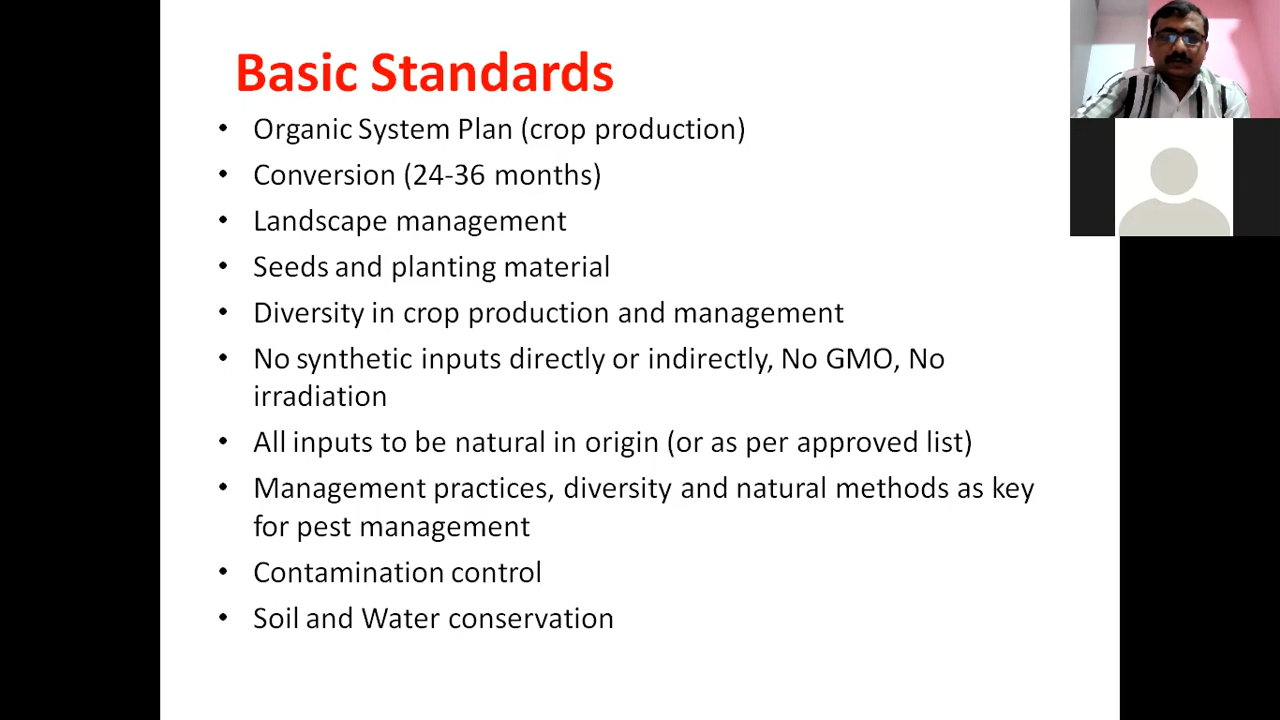 Basic Standards
• Organic System Plan (crop production)
• Conversion (24-36 months)
• Landscape management
• Seeds and planting material
• Diversity in crop production and management
• No synthetic inputs directly or indirectly, No GMO, No
irradiation
• All inputs to be natural in origin (or as per approved list)
• Management practices, diversity and natural methods as key
for pest management
• Contamination control
• Soil and Water conservation